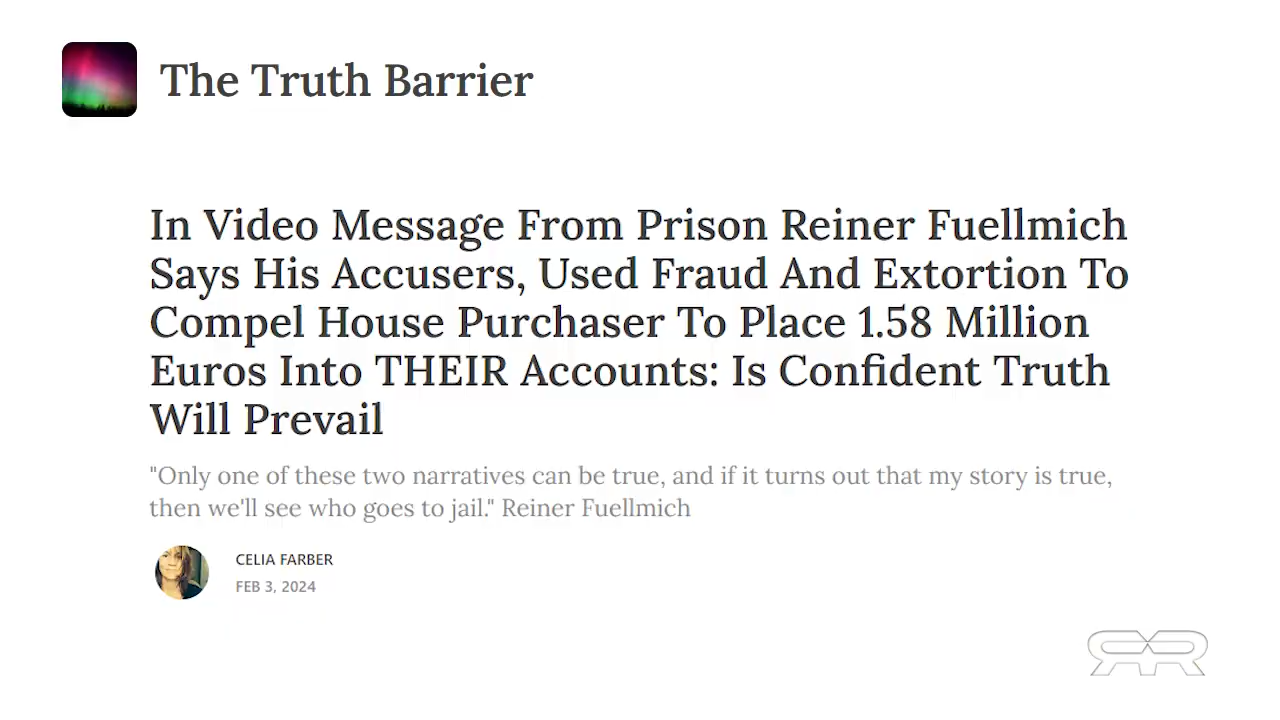 The Truth Barrier
In Video Message From Prison Reiner Fuellmich
Says His Accusers, Used Fraud And Extortion To
Compel House Purchaser To Place 1.58 Million
Euros Into THEIR Accounts: Is Confident Truth
Will Prevail
"Only one of these two narratives can be true, and if it turns out that my story is true,
then we'll see who goes to jail." Reiner Fuellmich
CELIA FARBER
FEB 3, 2024
RR